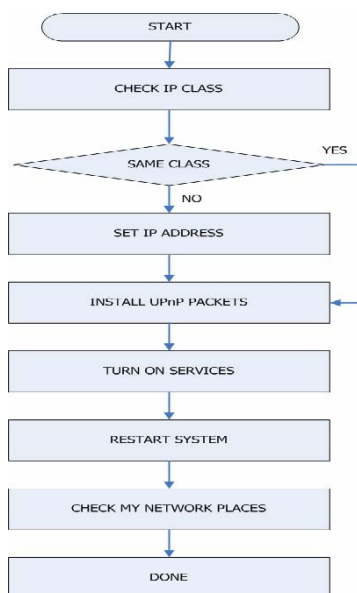 START
CHECK IP CLASS
SAME CLASS
YES
NO
SET IP ADDRESS
INSTALL UPnP PACKETS
TURN ON SERVICES
RESTART SYSTEM
CHECK MY NETWORK PLACES
DONE